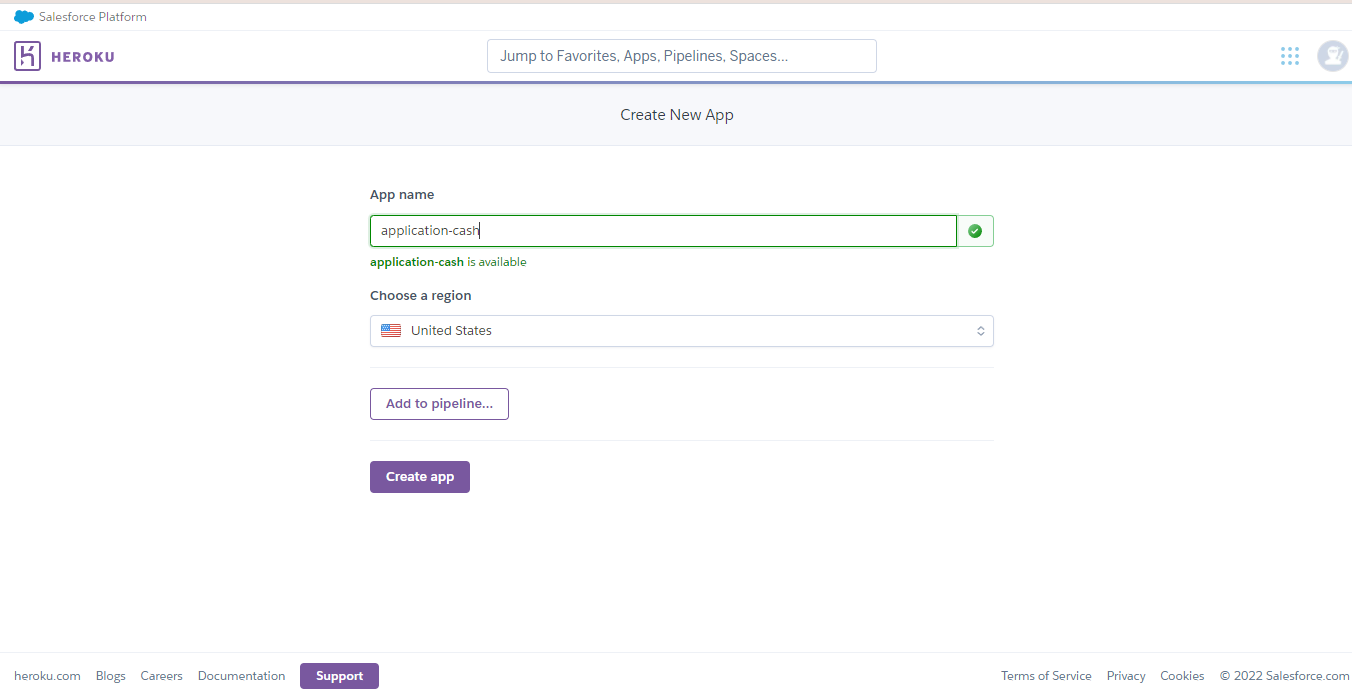 Salesforce Platform
HEROKU
Jump to Favorites, Apps, Pipelines, Spaces...
Create New App
App name
application-cash
application-cash is available
Choose a region
United States
Add to pipeline...
Create app
heroku.com Blogs Careers Documentation Support Terms of Service Privacy Cookies © 2022 Salesforce.com